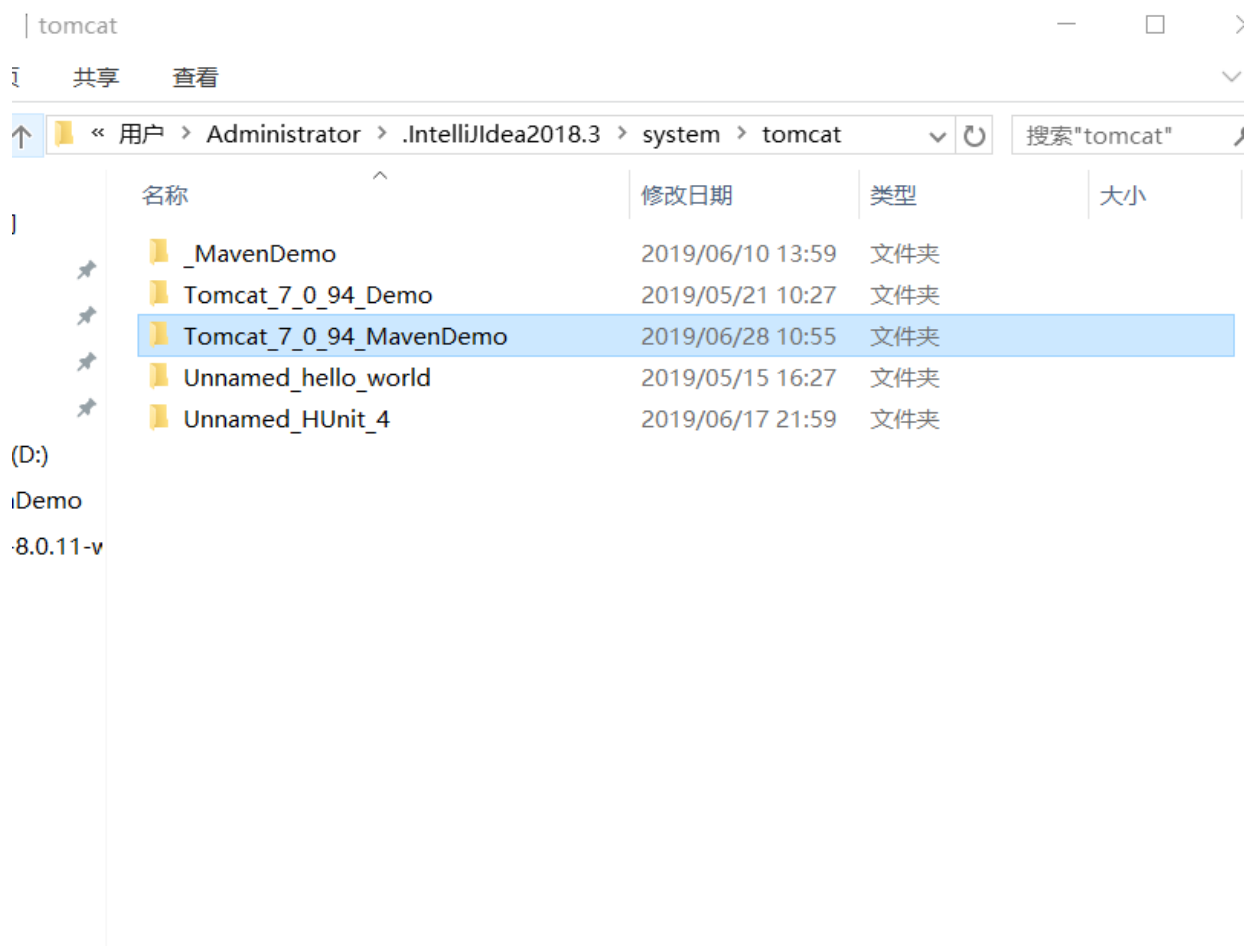 tomcat
共享 查看
« 用户 > Administrator > .IntelliJIdea2018.3 > system > tomcat 搜索"tomcat"
名称 修改日期 类型 大小
_MavenDemo 2019/06/10 13:59 文件夹
Tomcat_7_0_94_Demo 2019/05/21 10:27 文件夹
Tomcat_7_0_94_MavenDemo 2019/06/28 10:55 文件夹
Unnamed_hello_world 2019/05/15 16:27 文件夹
Unnamed_HUnit_4 2019/06/17 21:59 文件夹
(D:)
Demo
-8.0.11-w